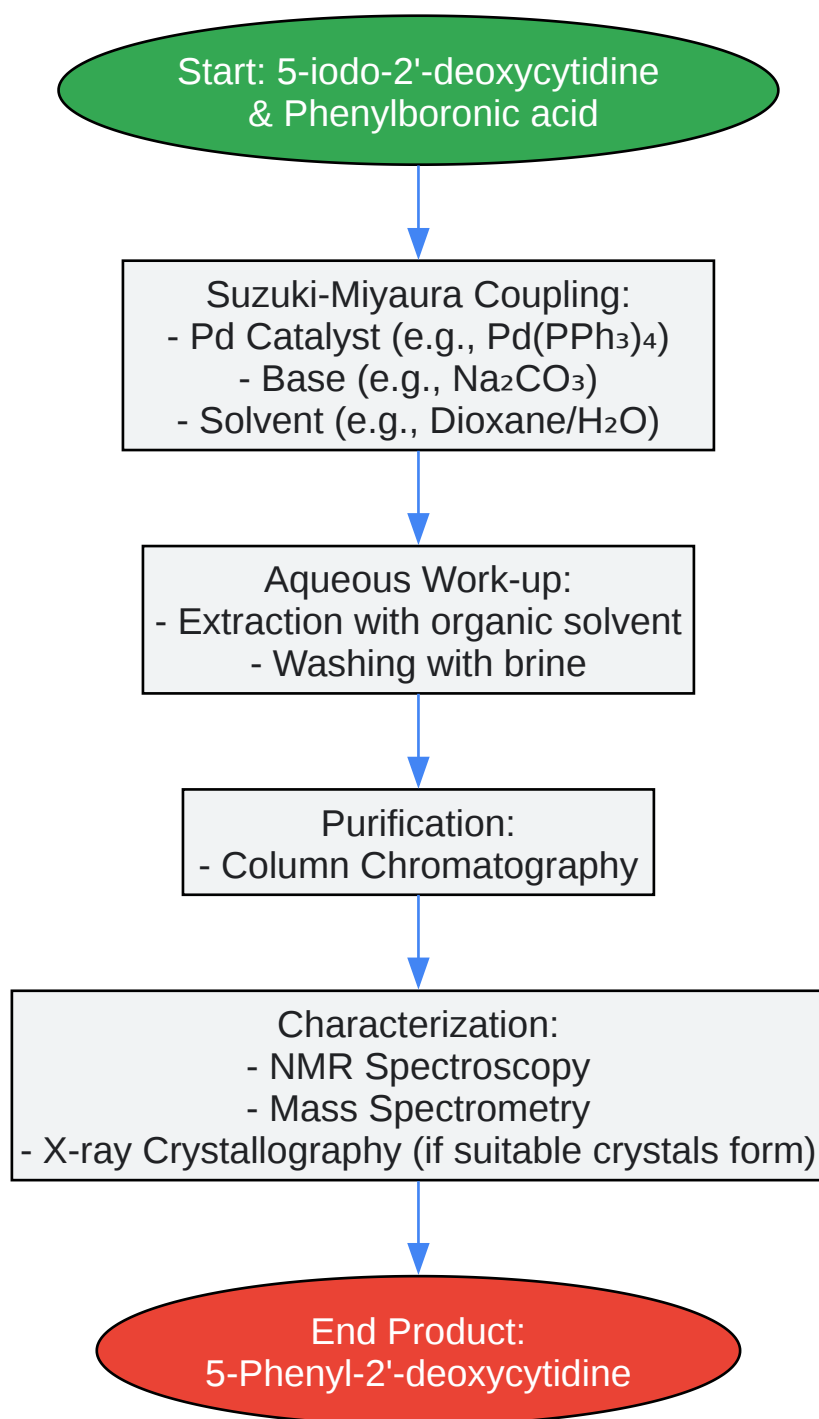 Start: 5-iodo-2'-deoxycytidine
& Phenylboronic acid
Suzuki-Miyaura Coupling:
- Pd Catalyst (e.g., Pd(PPh₃)₄)
- Base (e.g., Na₂CO₃)
- Solvent (e.g., Dioxane/H₂O)
Aqueous Work-up:
- Extraction with organic solvent
- Washing with brine
Purification:
- Column Chromatography
Characterization:
- NMR Spectroscopy
- Mass Spectrometry
- X-ray Crystallography (if suitable crystals form)
End Product:
5-Phenyl-2'-deoxycytidine